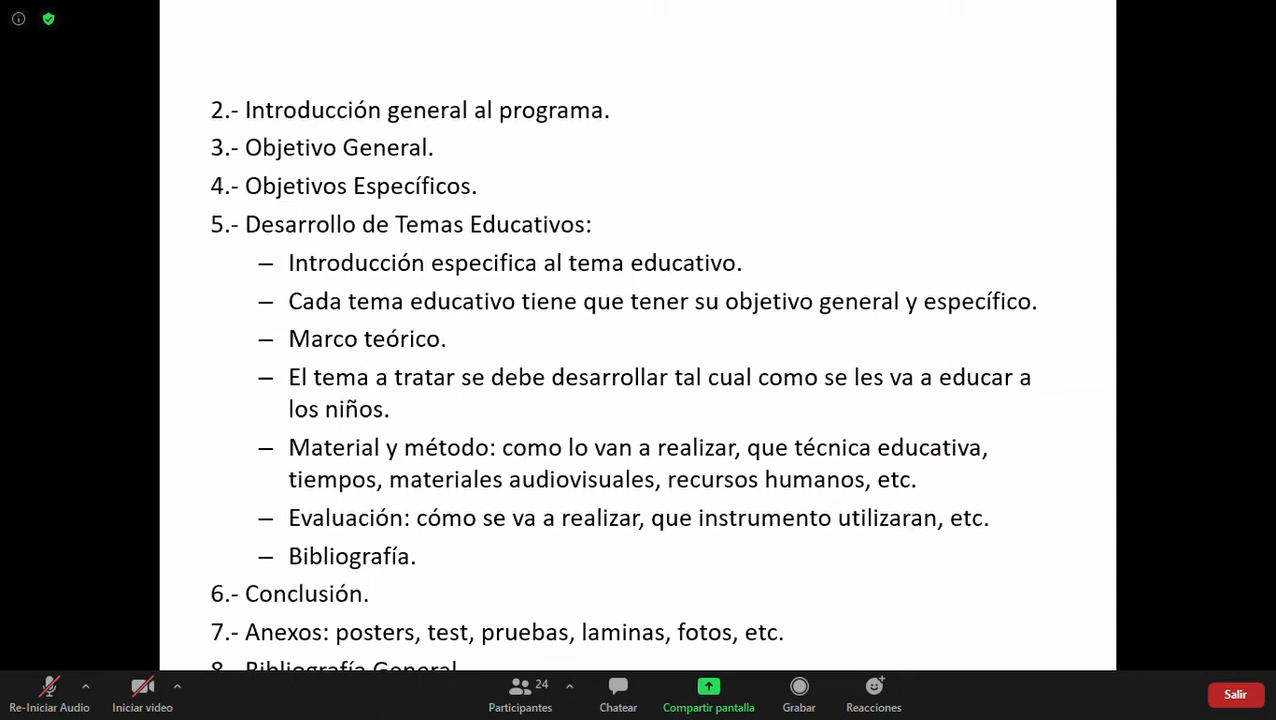 2.- Introducción general al programa.
3.- Objetivo General.
4.- Objetivos Específicos.
5.- Desarrollo de Temas Educativos:
– Introducción especifica al tema educativo.
– Cada tema educativo tiene que tener su objetivo general y específico.
– Marco teórico.
– El tema a tratar se debe desarrollar tal cual como se les va a educar a
los niños.
– Material y método: como lo van a realizar, que técnica educativa,
tiempos, materiales audiovisuales, recursos humanos, etc.
– Evaluación: cómo se va a realizar, que instrumento utilizaran, etc.
– Bibliografía.
6.- Conclusión.
7.- Anexos: posters, test, pruebas, laminas, fotos, etc.
8.- Bibliografía General.
24
Re-Iniciar Audio
Iniciar video
Participantes
Chatear
Compartir pantalla
Grabar
Reacciones
Salir